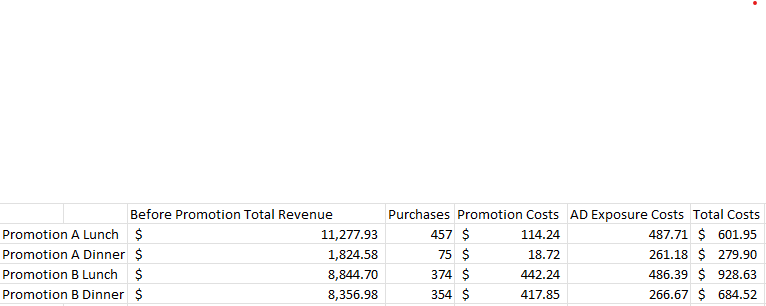 Before Promotion Total Revenue Purchases Promotion Costs AD Exposure Costs Total Costs
Promotion A Lunch $ 11,277.93 457 $ 114.24 487.71 $ 601.95
Promotion A Dinner $ 1,824.58 75 $ 18.72 261.18 $ 279.90
Promotion B Lunch $ 8,844.70 374 $ 442.24 486.39 $ 928.63
Promotion B Dinner $ 8,356.98 354 $ 417.85 266.67 $ 684.52